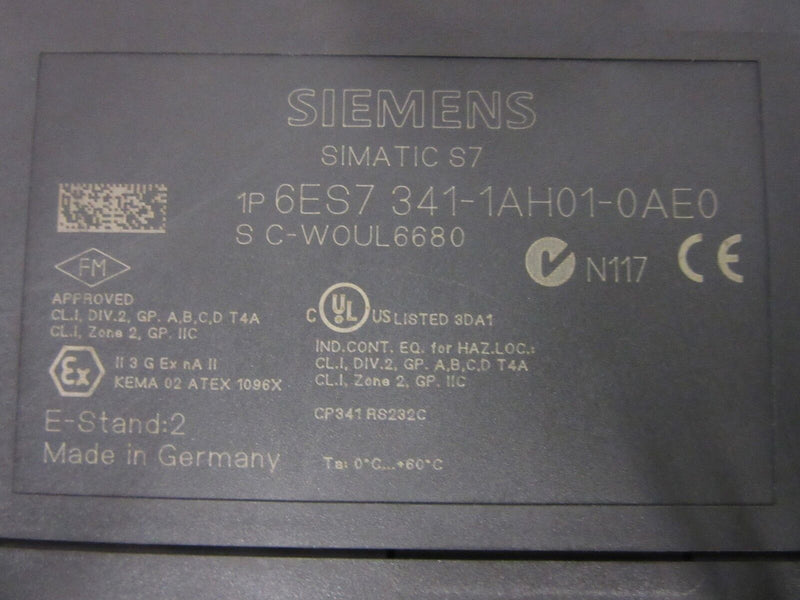 SIEMENS
SIMATIC S7
1P 6ES7 341-1AH01-0AE0
S C-W0UL6680
N117 CE
FM
APPROVED
CL.I, DIV.2, GP. A,B,C,D T4A
CL.I, Zone 2, GP. IIC
C UL US LISTED 3DA1
IND.CONT. EQ. for HAZ.LOC.:
CL.I, DIV.2, GP. A,B,C,D T4A
CL.I, Zone 2, GP. IIC
Ex II 3 G Ex nA II
KEMA 02 ATEX 1096X
CP341 RS232C
E-Stand:2
Made in Germany
Ta: 0°C...+60°C